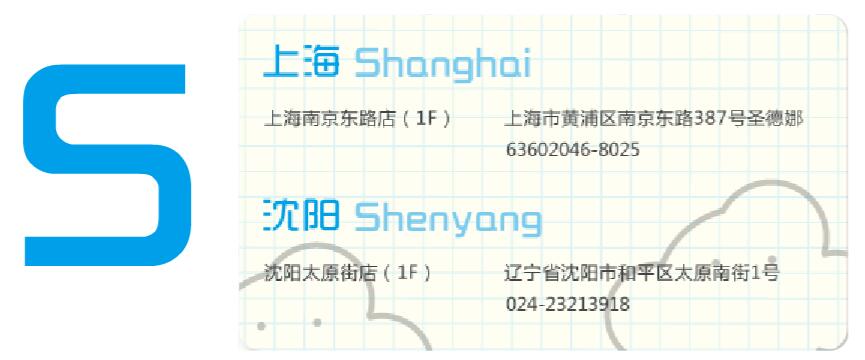 S
上海 Shanghai
上海南京东路店（1F） 上海市黄浦区南京东路387号圣德娜
63602046-8025
沈阳 Shenyang
沈阳太原街店（1F） 辽宁省沈阳市和平区太原南街1号
024-23213918